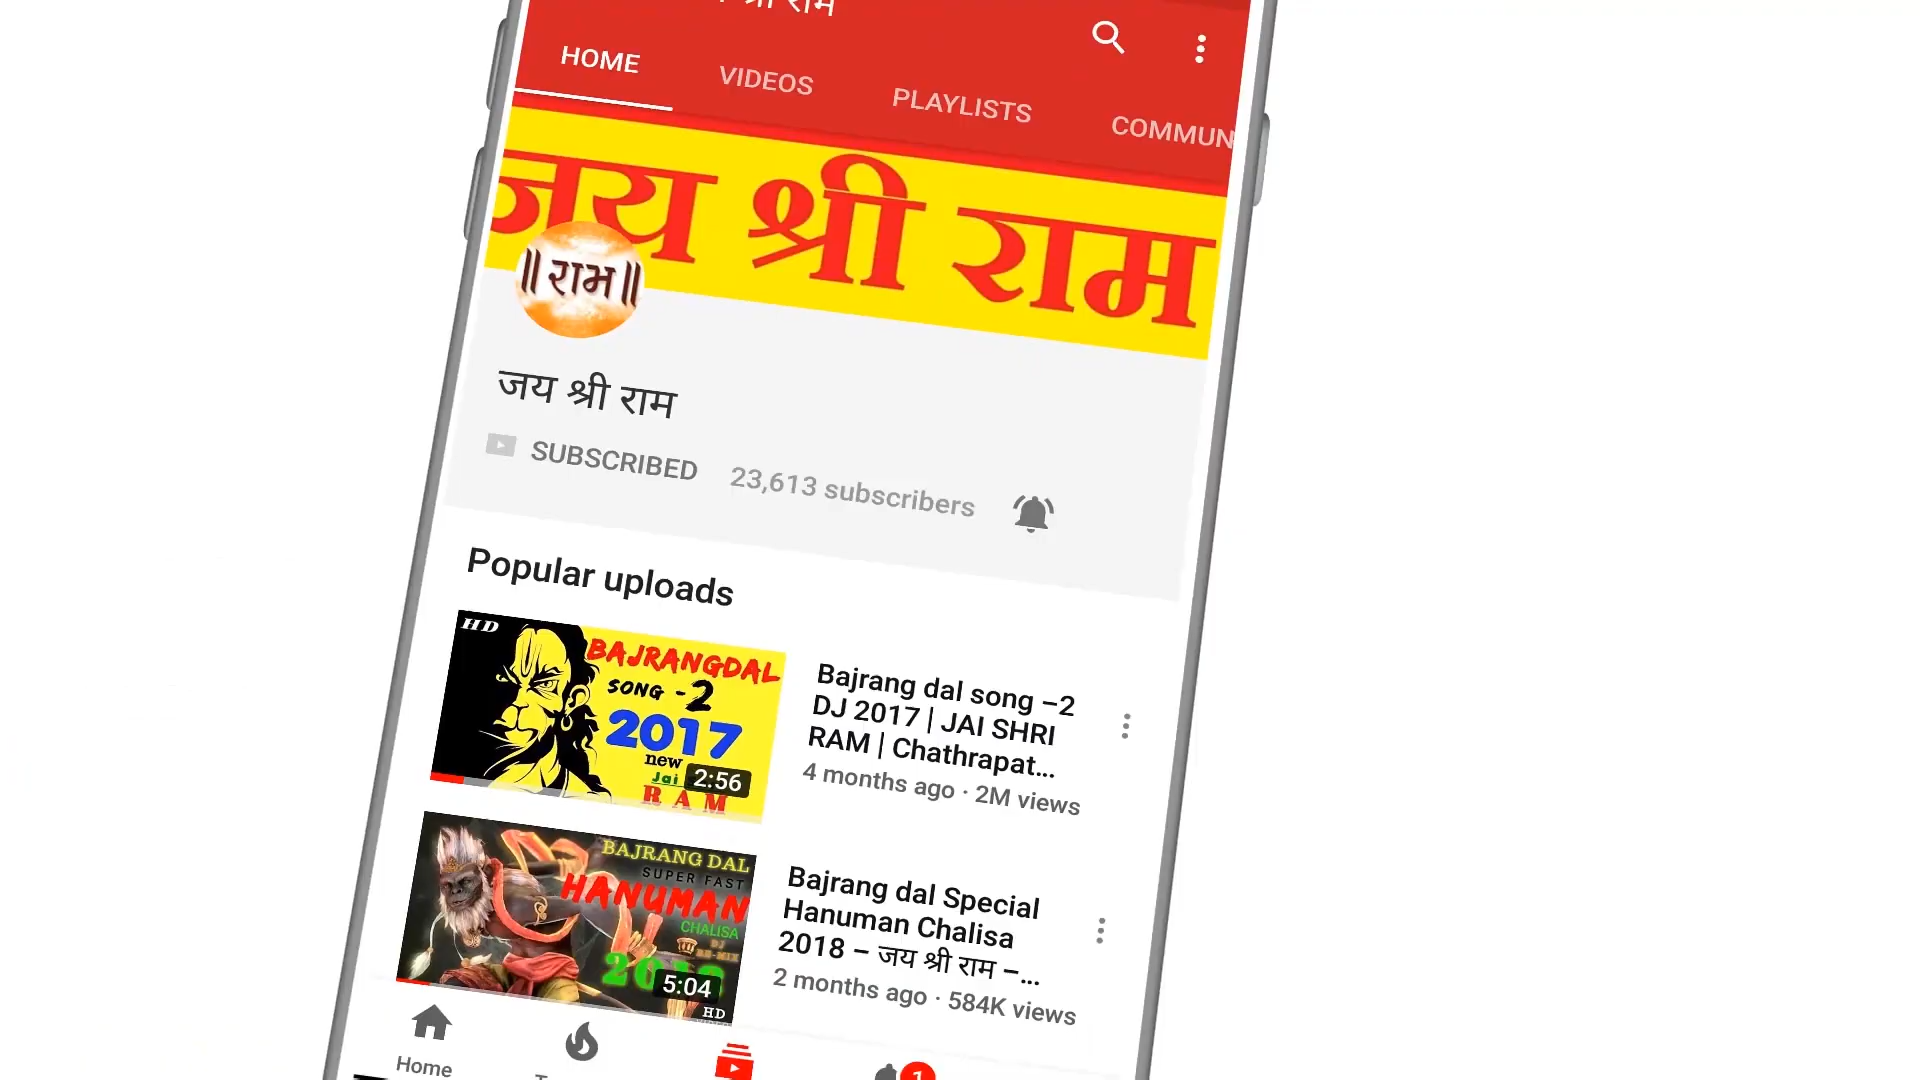 श्री राम
HOME
VIDEOS
PLAYLISTS
COMMUN
जय श्री राम
॥ राम ॥
जय श्री राम
SUBSCRIBED
23,613 subscribers
Popular uploads
HD
BAJRANGDAL
SONG -2
2017
new
Jai
RAM
2:56
Bajrang dal song –2
DJ 2017 | JAI SHRI
RAM | Chathrapat...
4 months ago · 2M views
BAJRANG DAL
SUPER FAST
HANUMAN
CHALISA
DJ
RE-MIX
5:04
HD
Bajrang dal Special
Hanuman Chalisa
2018 – जय श्री राम –...
2 months ago · 584K views
Home
1